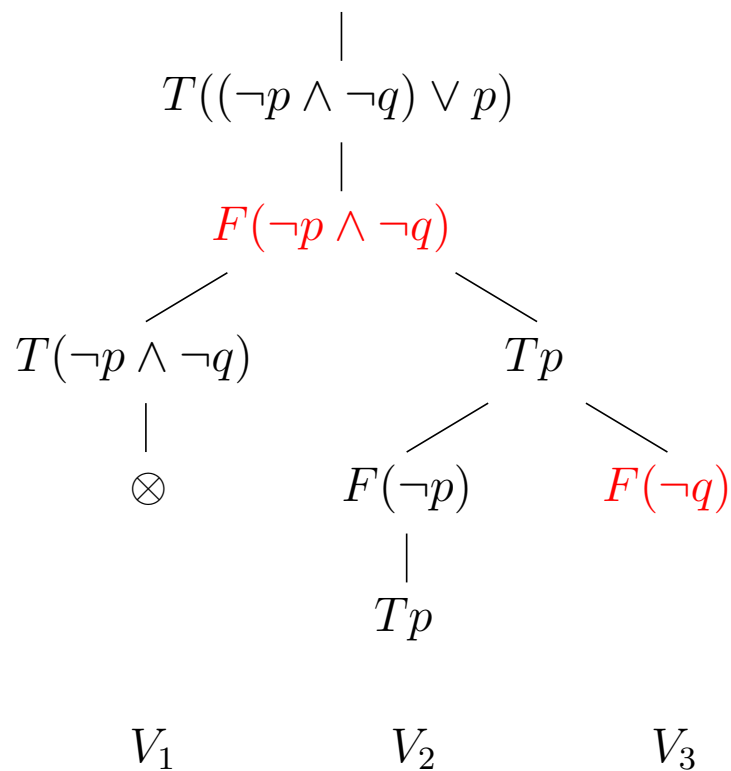 T((¬p ∧ ¬q) ∨ p)
F(¬p ∧ ¬q)
T(¬p ∧ ¬q) Tp
⊗ F(¬p) F(¬q)
Tp
V₁ V₂ V₃